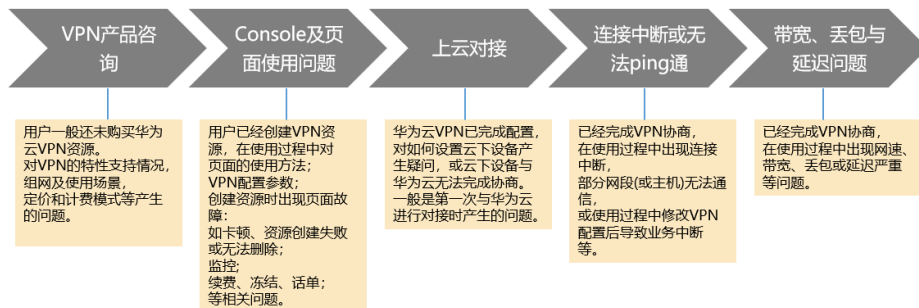 VPN产品咨
询
Console及页
面使用问题
上云对接
连接中断或无
法ping通
带宽、丢包与
延迟问题
用户一般还未购买华为
云VPN资源。
对VPN的特性支持情况,
组网及使用场景,
定价和计费模式等产生
的问题。
用户已经创建VPN资
源，在使用过程中对
页面的使用方法；
VPN配置参数；
创建资源时出现页面故
障：
如卡顿、资源创建失败
或无法删除；
监控;
续费、冻结、话单；
等相关问题。
华为云VPN已完成配置，
对如何设置云下设备产
生疑问，或云下设备与
华为云无法完成协商。
一般是第一次与华为云
进行对接时产生的问题。
已经完成VPN协商，
在使用过程中出现连接
中断，
部分网段(或主机)无法通
信，
或使用过程中修改VPN
配置后导致业务中断
等。
已经完成VPN协商，
在使用过程中出现网速、
带宽、丢包或延迟严重
等问题。